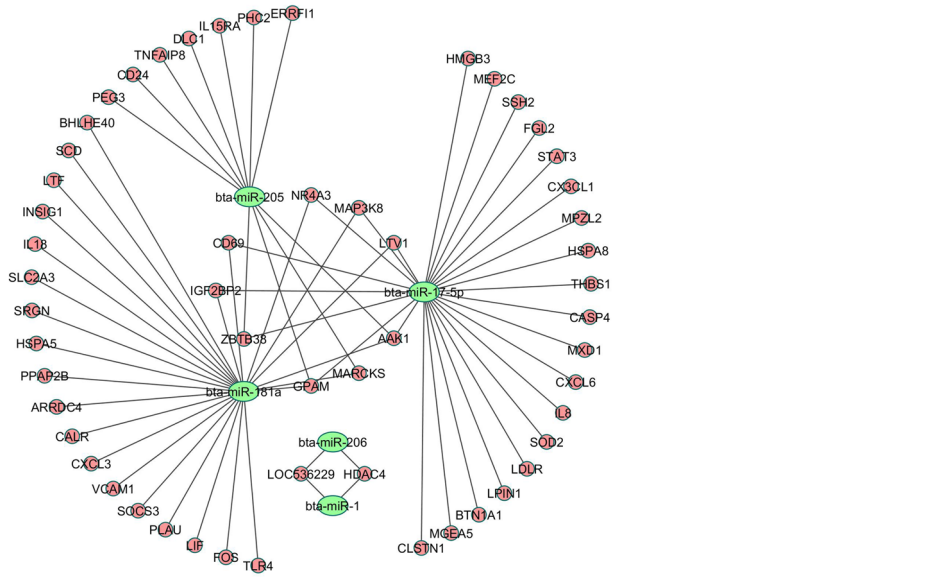 ERRFI1
PHC2
IL15RA
DLC1
TNFAIP8
CD24
PEG3
BHLHE40
SCD
LTF
INSIG1
IL18
SLC2A3
SRGN
HSPA5
PPAP2B
ARRDC4
CALR
CXCL3
VCAM1
SOCS3
PLAU
LIF
FOS
TLR4
bta-miR-205
NR4A3
MAP3K8
CD69
LTV1
IGF2BP2
bta-miR-17-5p
ZBTB38
AAK1
MARCKS
GPAM
bta-miR-181a
bta-miR-206
LOC536229
HDAC4
bta-miR-1
HMGB3
MEF2C
SSH2
FGL2
STAT3
CX3CL1
MPZL2
HSPA8
THBS1
CASP4
MXD1
CXCL6
IL8
SOD2
LDLR
LPIN1
BTN1A1
MGEA5
CLSTN1